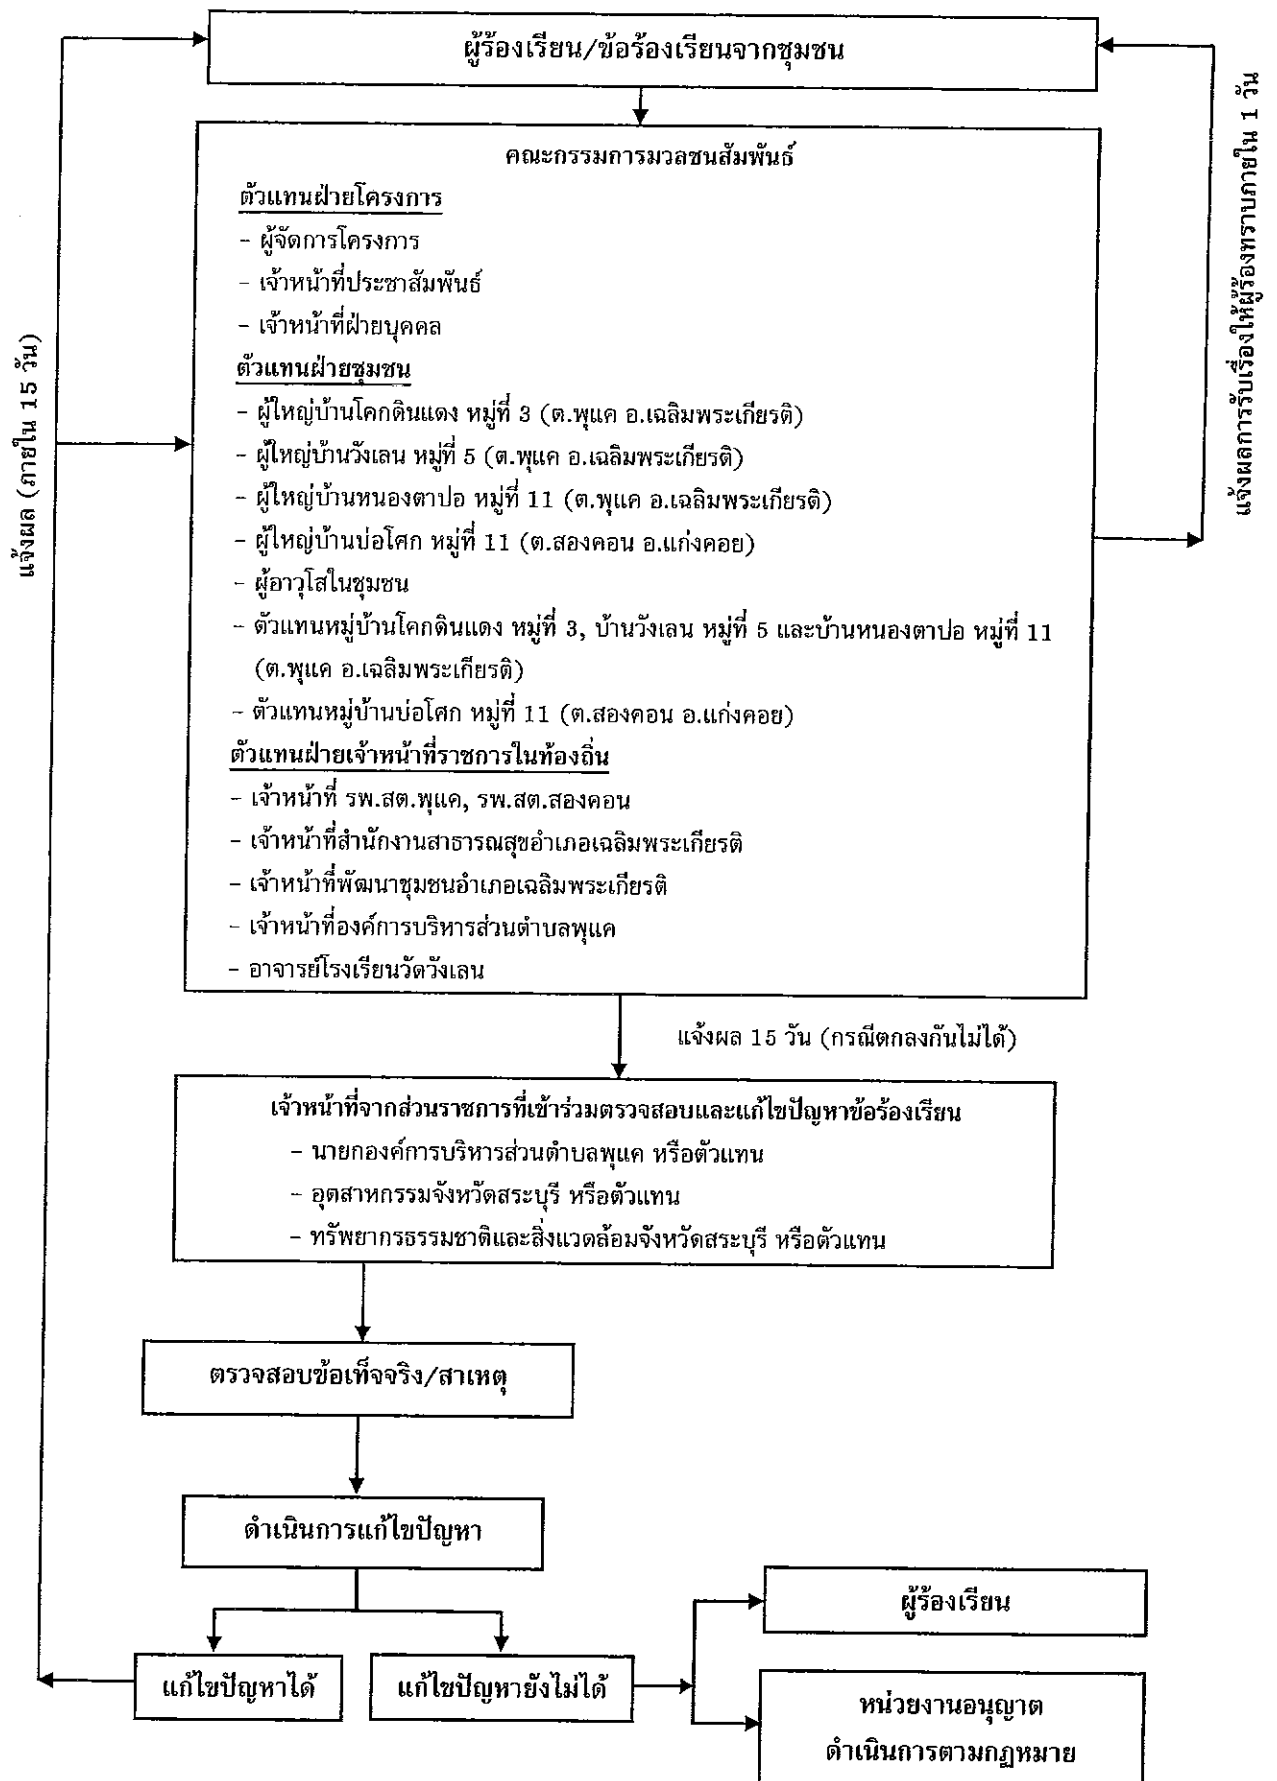 ผู้ร้องเรียน/ข้อร้องเรียนจากชุมชน
คณะกรรมการมวลชนสัมพันธ์
ตัวแทนฝ่ายโครงการ
- ผู้จัดการโครงการ
- เจ้าหน้าที่ประชาสัมพันธ์
- เจ้าหน้าที่ฝ่ายบุคคล
ตัวแทนฝ่ายชุมชน
- ผู้ใหญ่บ้านโคกดินแดง หมู่ที่ 3 (ต.พุแค อ.เฉลิมพระเกียรติ)
- ผู้ใหญ่บ้านวังเลน หมู่ที่ 5 (ต.พุแค อ.เฉลิมพระเกียรติ)
- ผู้ใหญ่บ้านหนองตาปอ หมู่ที่ 11 (ต.พุแค อ.เฉลิมพระเกียรติ)
- ผู้ใหญ่บ้านบ่อโศก หมู่ที่ 11 (ต.สองคอน อ.แก่งคอย)
- ผู้อาวุโสในชุมชน
- ตัวแทนหมู่บ้านโคกดินแดง หมู่ที่ 3, บ้านวังเลน หมู่ที่ 5 และบ้านหนองตาปอ หมู่ที่ 11
(ต.พุแค อ.เฉลิมพระเกียรติ)
- ตัวแทนหมู่บ้านบ่อโศก หมู่ที่ 11 (ต.สองคอน อ.แก่งคอย)
ตัวแทนฝ่ายเจ้าหน้าที่ราชการในท้องถิ่น
- เจ้าหน้าที่ รพ.สต.พุแค, รพ.สต.สองคอน
- เจ้าหน้าที่สำนักงานสาธารณสุขอำเภอเฉลิมพระเกียรติ
- เจ้าหน้าที่พัฒนาชุมชนอำเภอเฉลิมพระเกียรติ
- เจ้าหน้าที่องค์การบริหารส่วนตำบลพุแค
- อาจารย์โรงเรียนวัดวังเลน
แจ้งผล (ภายใน 15 วัน)
แจ้งผลการรับเรื่องให้ผู้ร้องทราบภายใน 1 วัน
แจ้งผล 15 วัน (กรณีตกลงกันไม่ได้)
เจ้าหน้าที่จากส่วนราชการที่เข้าร่วมตรวจสอบและแก้ไขปัญหาข้อร้องเรียน
- นายกองค์การบริหารส่วนตำบลพุแค หรือตัวแทน
- อุตสาหกรรมจังหวัดสระบุรี หรือตัวแทน
- ทรัพยากรธรรมชาติและสิ่งแวดล้อมจังหวัดสระบุรี หรือตัวแทน
ตรวจสอบข้อเท็จจริง/สาเหตุ
ดำเนินการแก้ไขปัญหา
แก้ไขปัญหาได้
แก้ไขปัญหายังไม่ได้
ผู้ร้องเรียน
หน่วยงานอนุญาต
ดำเนินการตามกฎหมาย